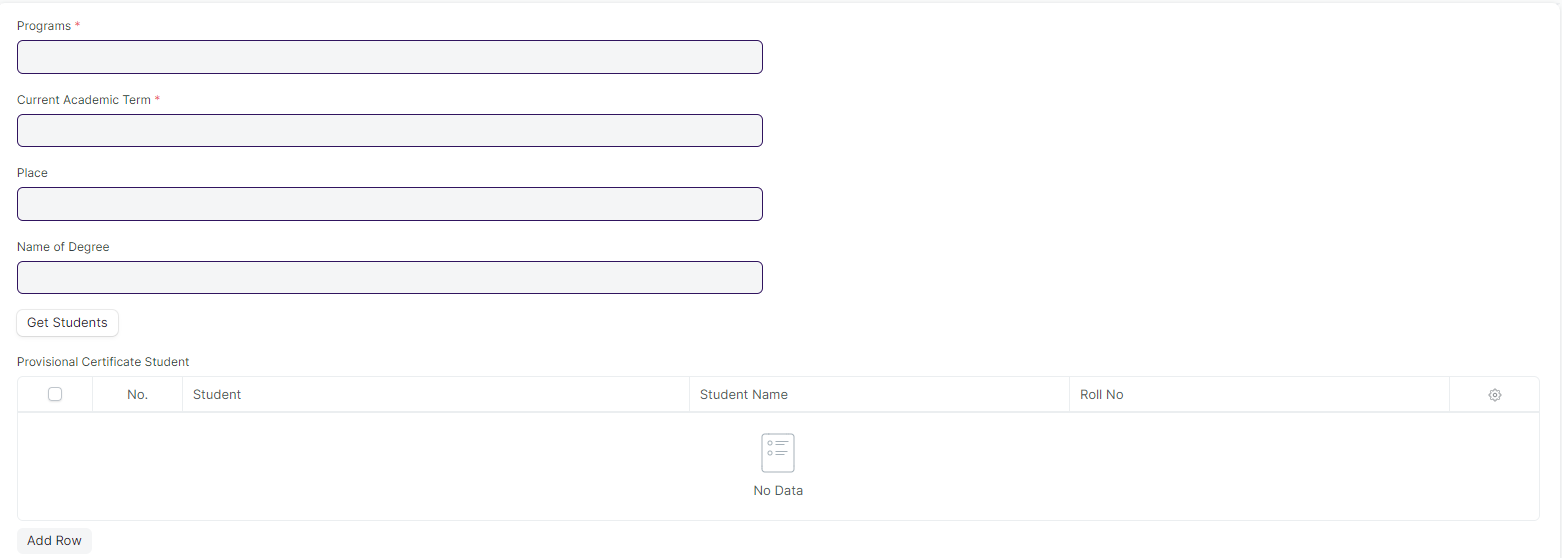 Programs *
Current Academic Term *
Place
Name of Degree
Get Students
Provisional Certificate Student
No. Student Student Name Roll No
No Data
Add Row